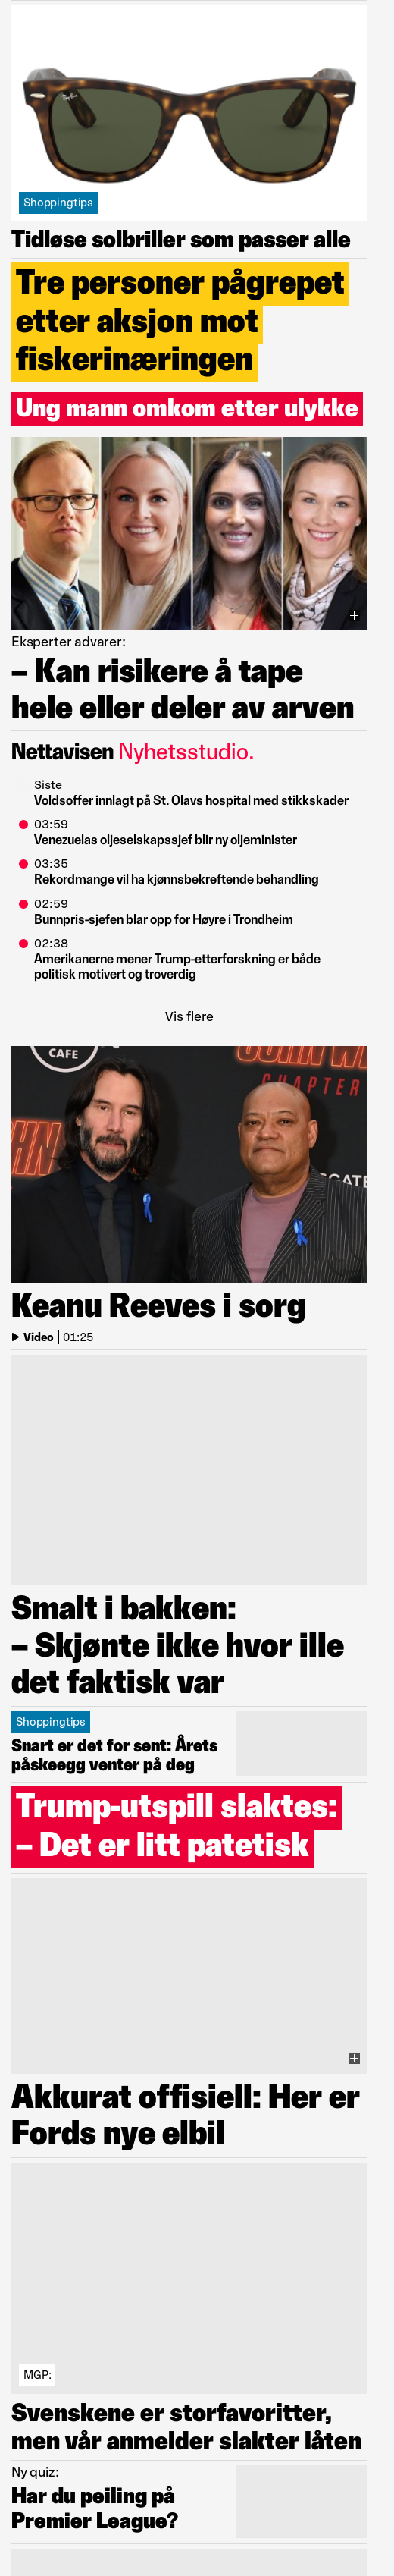 Ray-Ban
Shoppingtips
Tidløse solbriller som passer alle
Tre personer pågrepet
etter aksjon mot
fiskerinæringen
Ung mann omkom etter ulykke
Eksperter advarer:
– Kan risikere å tape
hele eller deler av arven
Nettavisen Nyhetsstudio.
Siste
Voldsoffer innlagt på St. Olavs hospital med stikkskader
03:59
Venezuelas oljeselskapssjef blir ny oljeminister
03:35
Rekordmange vil ha kjønnsbekreftende behandling
02:59
Bunnpris-sjefen blar opp for Høyre i Trondheim
02:38
Amerikanerne mener Trump-etterforskning er både
politisk motivert og troverdig
Vis flere
CAFE
JOHN WI
CHAPTER
Keanu Reeves i sorg
Video | 01:25
Smalt i bakken:
– Skjønte ikke hvor ille
det faktisk var
Shoppingtips
Snart er det for sent: Årets
påskeegg venter på deg
Trump-utspill slaktes:
– Det er litt patetisk
Akkurat offisiell: Her er
Fords nye elbil
MGP:
Svenskene er storfavoritter,
men vår anmelder slakter låten
Ny quiz:
Har du peiling på
Premier League?